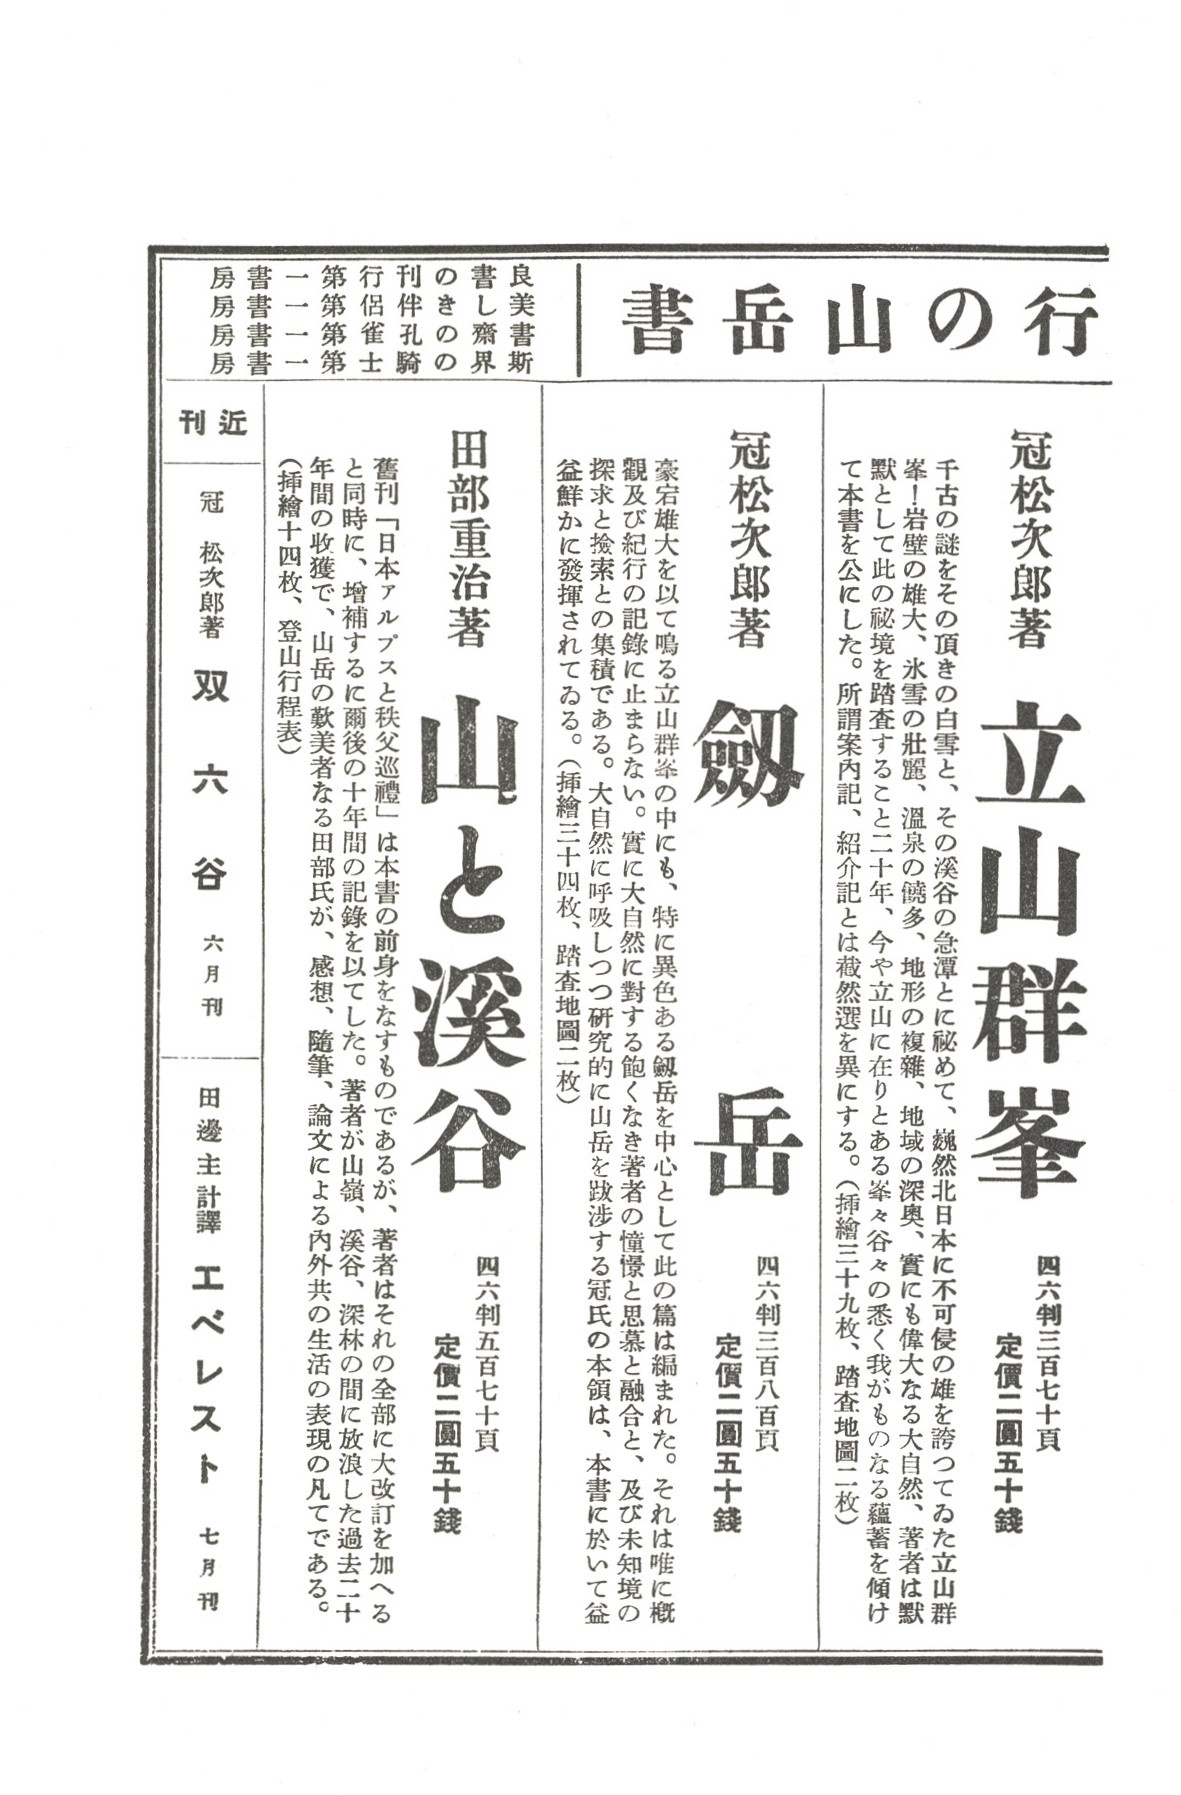 行の山岳書
良書の刊行第一書房
美しき伴侶第一書房
書齋の孔雀第一書房
斯界の騎士第一書房
冠松次郎著
立山群峯
四六判三百七十頁
定價二圓五十錢
千古の謎をその頂きの白雪と、その溪谷の急潭とに祕めて、巍然北日本に不可侵の雄を誇つてゐた立山群
峯！岩壁の雄大、氷雪の壯麗、溫泉の饒多、地形の複雜、地域の深奧、實にも偉大なる大自然、著者は默
默として此の祕境を踏査すること二十年、今や立山に在りとある峯々谷々の悉く我がものなる蘊蓄を傾け
て本書を公にした。所謂案內記、紹介記とは截然選を異にする。（揷繪三十九枚、踏査地圖二枚）
冠松次郎著
劔岳
四六判三百八百頁
定價二圓五十錢
豪宕雄大を以て鳴る立山群峯の中にも、特に異色ある劔岳を中心として此の篇は編まれた。それは唯に槪
觀及び紀行の記錄に止まらない。實に大自然に對する飽くなき著者の憧憬と思慕と融合と、及び未知境の
探求と撿索との集積である。大自然に呼吸しつつ硏究的に山岳を跋涉する冠氏の本領は、本書に於いて益
益鮮かに發揮されてゐる。（揷繪三十四枚、踏査地圖二枚）
田部重治著
山と溪谷
四六判五百七十頁
定價二圓五十錢
舊刊「日本アルプスと秩父巡禮」は本書の前身をなすものであるが、著者はそれの全部に大改訂を加へる
と同時に、增補するに爾後の十年間の記錄を以てした。著者が山嶺、溪谷、深林の間に放浪した過去二十
年間の收獲で、山岳の歎美者なる田部氏が、感想、隨筆、論文による內外共の生活の表現の凡てである。
（揷繪十四枚、登山行程表）
近刊
冠松次郎著 双六谷 六月刊
田邊主計譯 エベレスト 七月刊